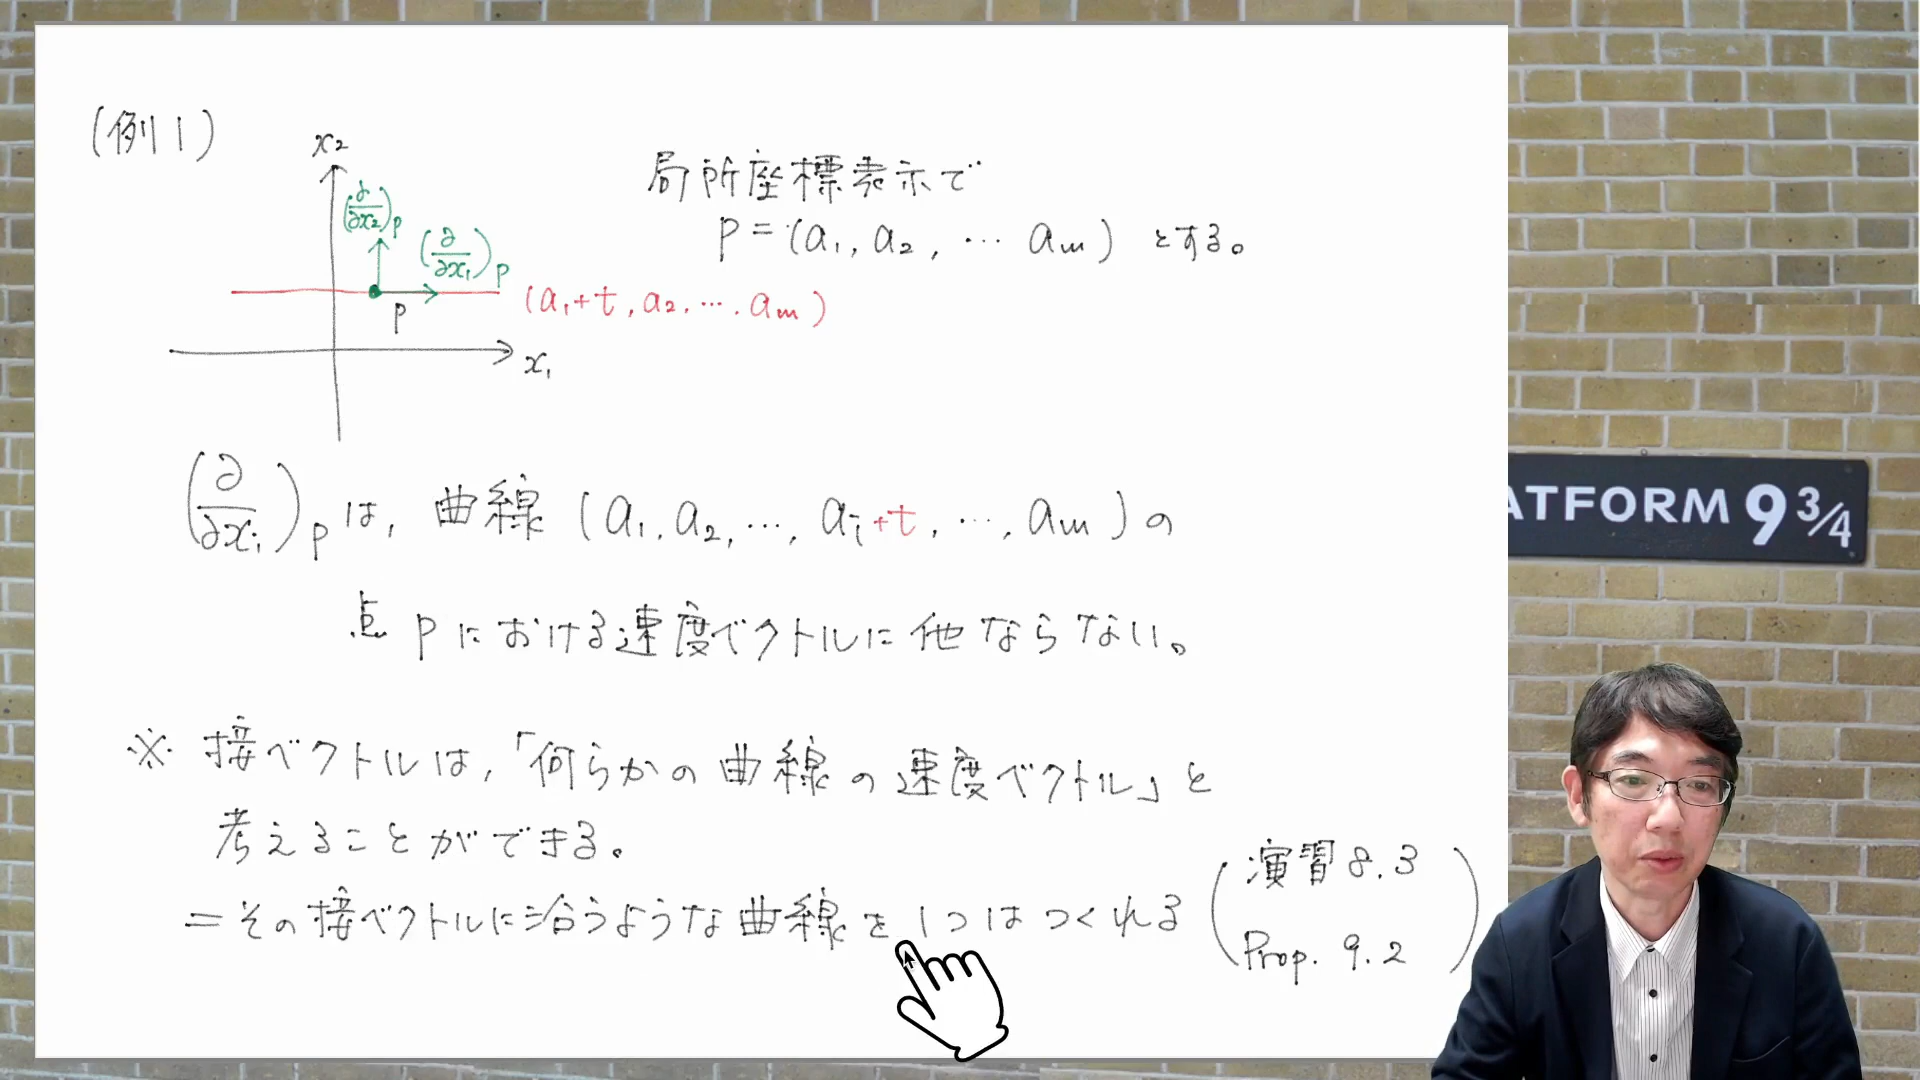 (例1)
x₂
(∂/∂x₂)p
(∂/∂x₁)p
p
(a₁+t, a₂, …, aₘ)
x₁
局所座標表示で
p = (a₁, a₂, … aₘ) とする。
(∂/∂xᵢ)p は, 曲線 (a₁, a₂, …, aᵢ+t, …, aₘ) の
点 p における速度ベクトルに他ならない。
※ 接ベクトルは,「何らかの曲線の速度ベクトル」と
考えることができる。
= その接ベクトルに沿うような曲線を1つはつくれる
(演習8.3
Prop. 9.2)
ATFORM 9 3/4